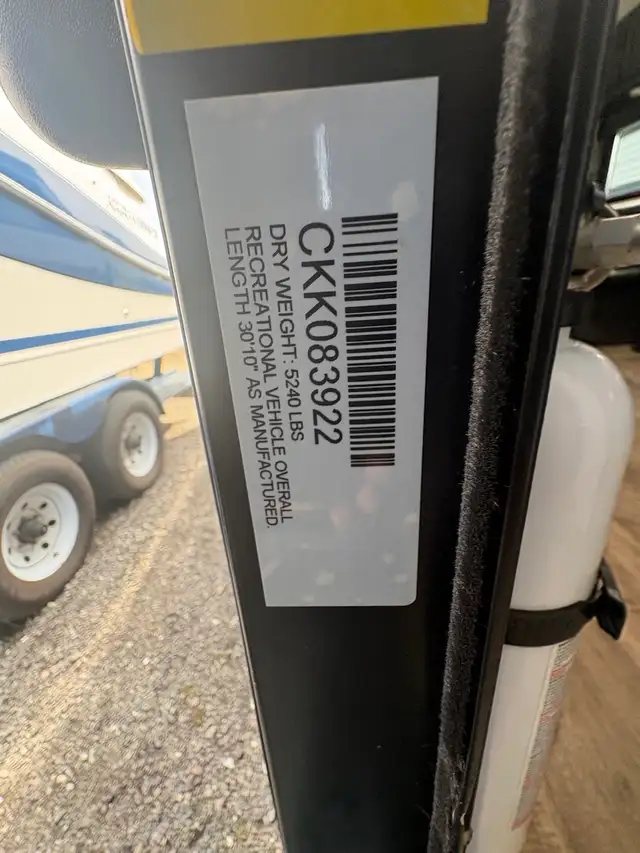 CKK083922
DRY WEIGHT: 5240 LBS
RECREATIONAL VEHICLE OVERALL
LENGTH 30'10" AS MANUFACTURED.